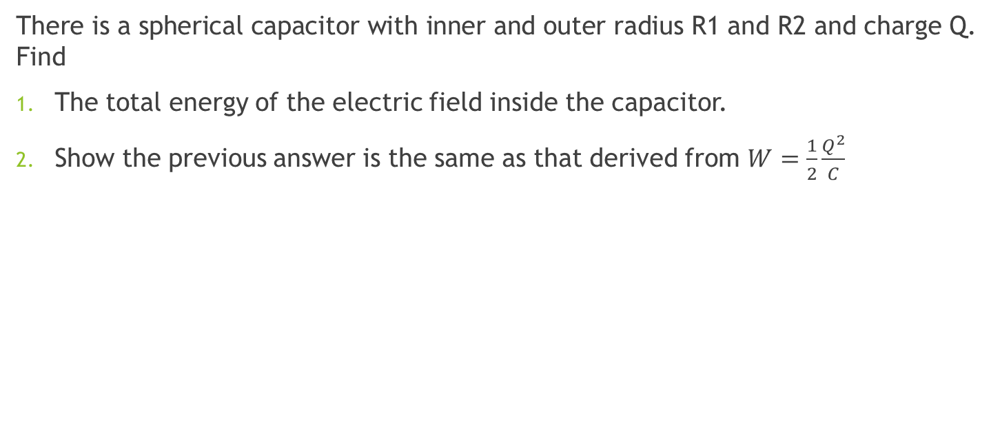 There is a spherical capacitor with inner and outer radius R1 and R2 and charge Q.
Find
1. The total energy of the electric field inside the capacitor.
2. Show the previous answer is the same as that derived from W = \frac{1}{2}\frac{Q^2}{C}